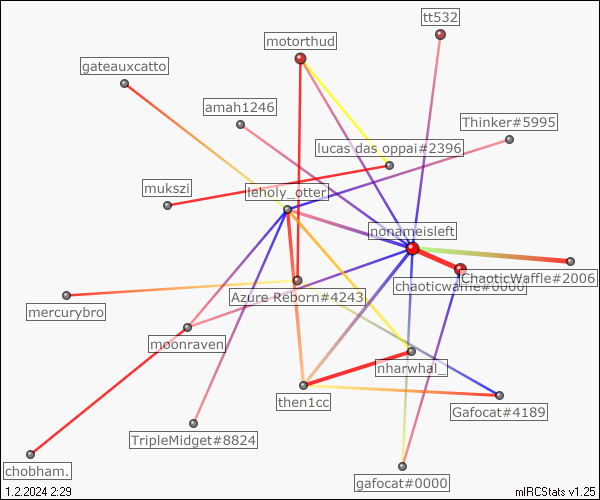 tt532
motorthud
gateauxcatto
amah1246
Thinker#5995
lucas das oppai#2396
mukszi
leholy_otter
nonameisleft
ChaoticWaffle#2006
chaoticwaffle#0000
Azure Reborn#4243
mercurybro
moonraven
nharwhal_
then1cc
Gafocat#4189
TripleMidget#8824
chobham.
gafocat#0000
1.2.2024 2:29
mIRCStats v1.25